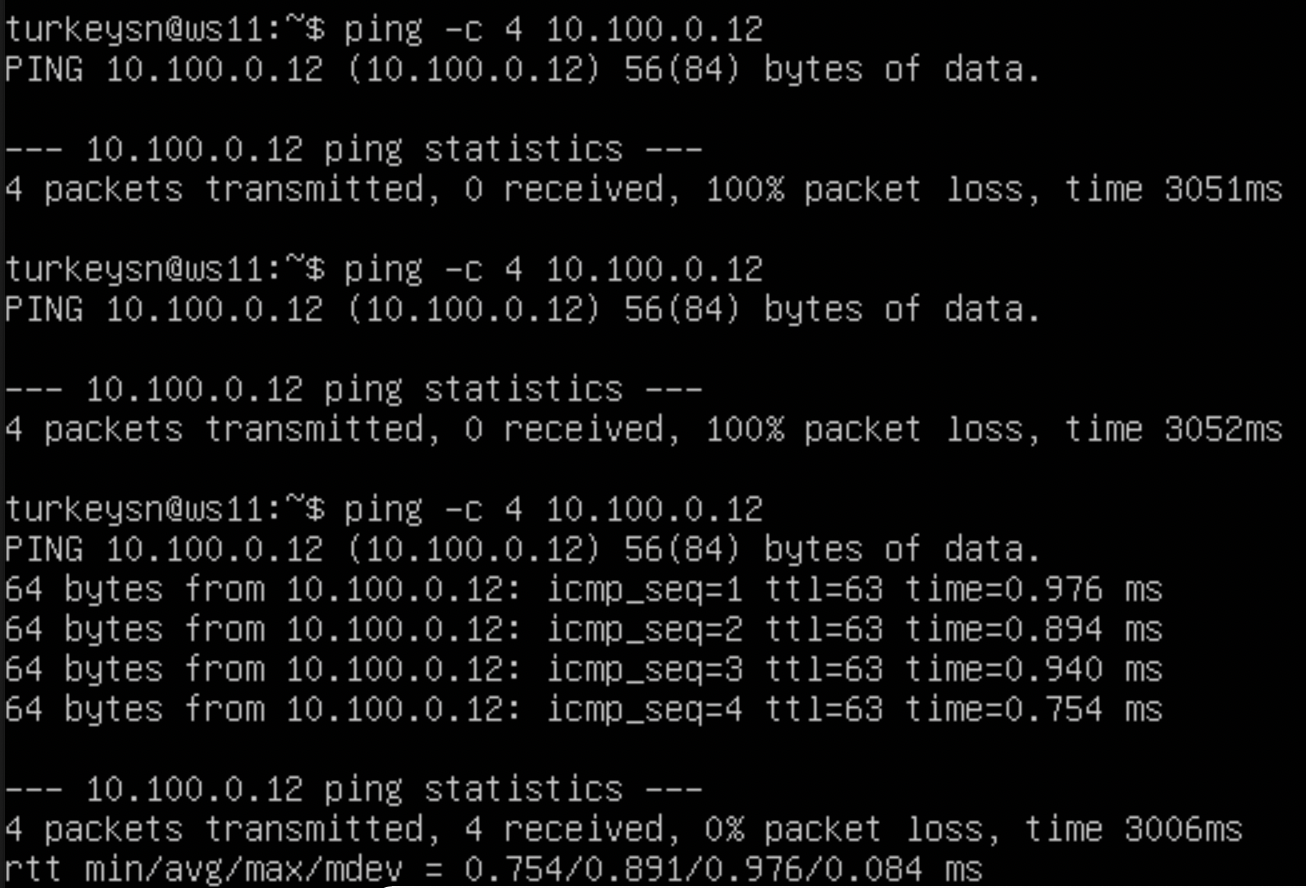 turkeysn@ws11:~$ ping -c 4 10.100.0.12
PING 10.100.0.12 (10.100.0.12) 56(84) bytes of data.
--- 10.100.0.12 ping statistics ---
4 packets transmitted, 0 received, 100% packet loss, time 3051ms
turkeysn@ws11:~$ ping -c 4 10.100.0.12
PING 10.100.0.12 (10.100.0.12) 56(84) bytes of data.
--- 10.100.0.12 ping statistics ---
4 packets transmitted, 0 received, 100% packet loss, time 3052ms
turkeysn@ws11:~$ ping -c 4 10.100.0.12
PING 10.100.0.12 (10.100.0.12) 56(84) bytes of data.
64 bytes from 10.100.0.12: icmp_seq=1 ttl=63 time=0.976 ms
64 bytes from 10.100.0.12: icmp_seq=2 ttl=63 time=0.894 ms
64 bytes from 10.100.0.12: icmp_seq=3 ttl=63 time=0.940 ms
64 bytes from 10.100.0.12: icmp_seq=4 ttl=63 time=0.754 ms
--- 10.100.0.12 ping statistics ---
4 packets transmitted, 4 received, 0% packet loss, time 3006ms
rtt min/avg/max/mdev = 0.754/0.891/0.976/0.084 ms